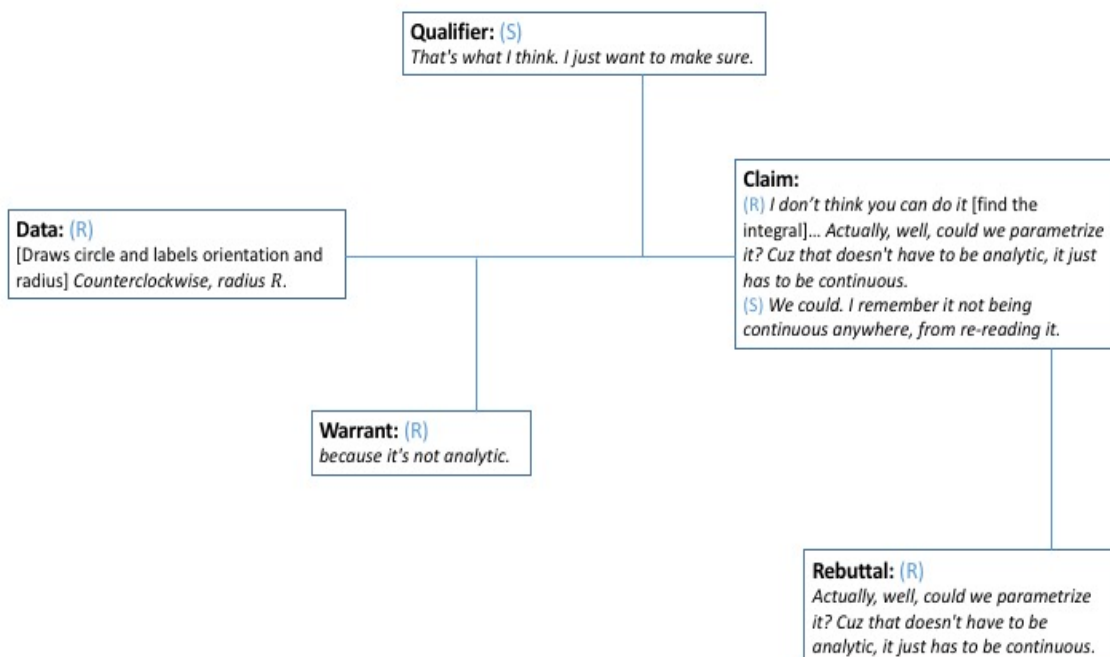 Qualifier: (S)
That's what I think. I just want to make sure.
Claim:
(R) I don't think you can do it [find the
integral]... Actually, well, could we parametrize
it? Cuz that doesn't have to be analytic, it just
has to be continuous.
(S) We could. I remember it not being
continuous anywhere, from re-reading it.
Data: (R)
[Draws circle and labels orientation and
radius] Counterclockwise, radius R.
Warrant: (R)
because it's not analytic.
Rebuttal: (R)
Actually, well, could we parametrize
it? Cuz that doesn't have to be
analytic, it just has to be continuous.